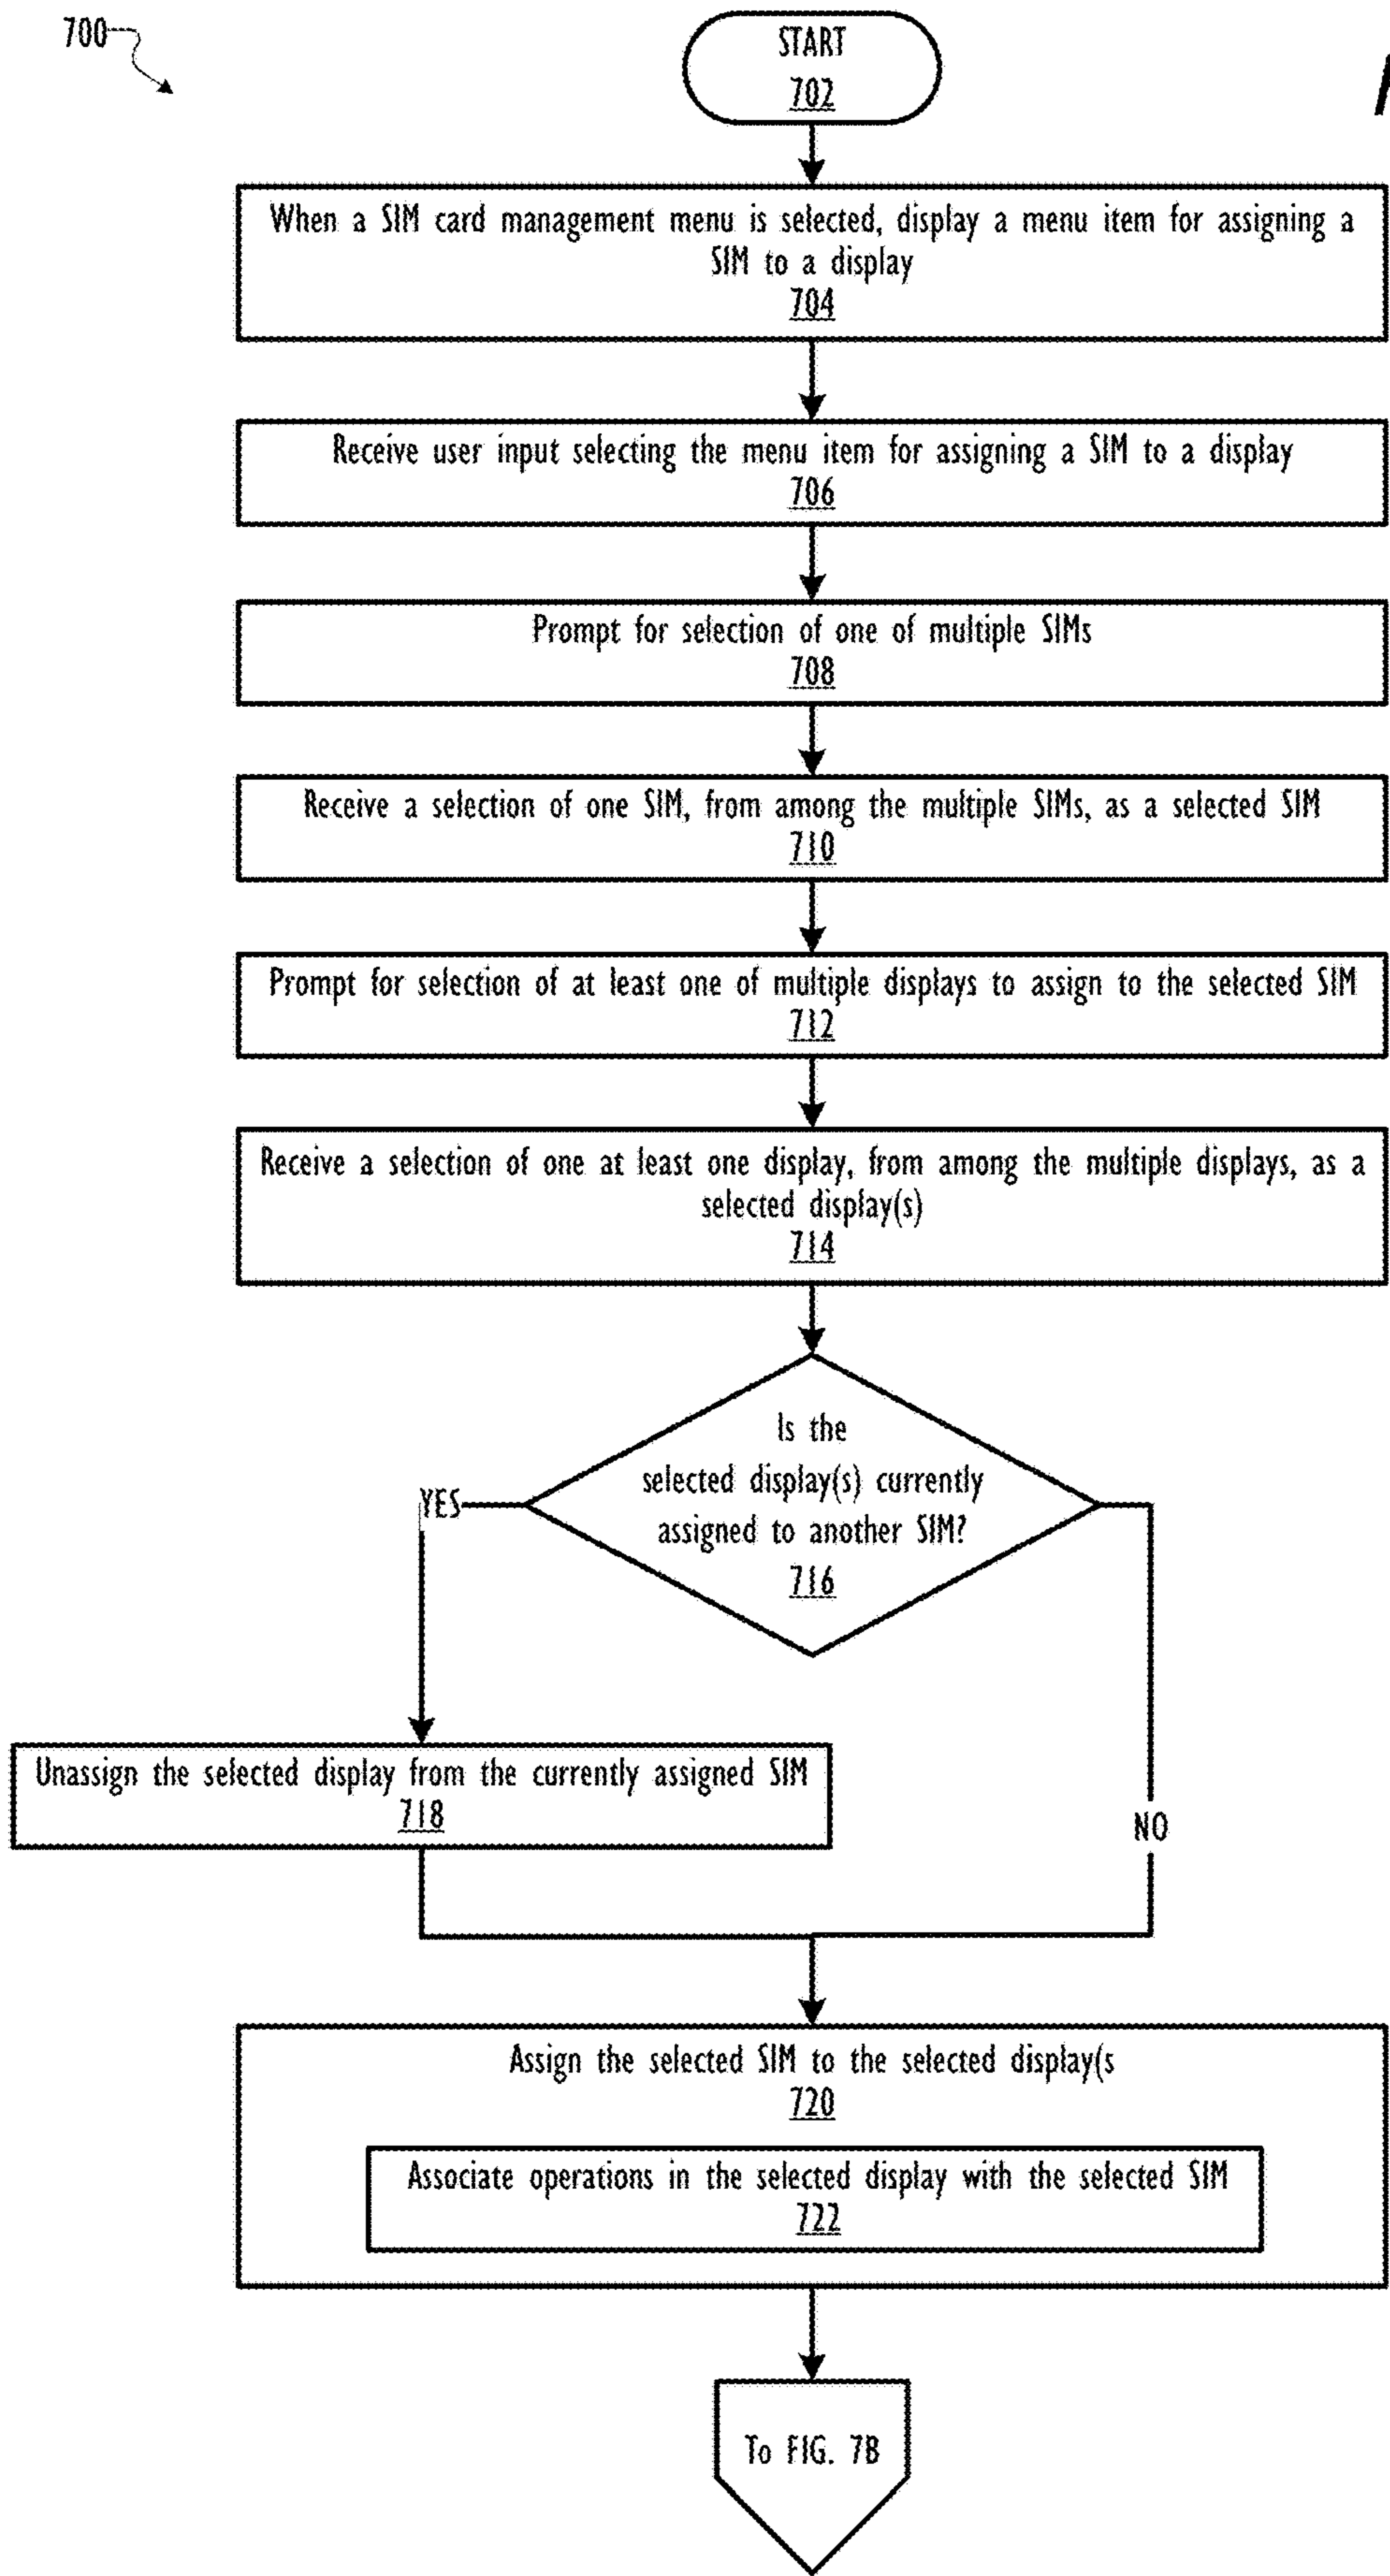 700
START
702
When a SIM card management menu is selected, display a menu item for assigning a
SIM to a display
704
Receive user input selecting the menu item for assigning a SIM to a display
706
Prompt for selection of one of multiple SIMs
708
Receive a selection of one SIM, from among the multiple SIMs, as a selected SIM
710
Prompt for selection of at least one of multiple displays to assign to the selected SIM
712
Receive a selection of one at least one display, from among the multiple displays, as a
selected display(s)
714
Is the
selected display(s) currently
assigned to another SIM?
716
YES
Unassign the selected display from the currently assigned SIM
718
NO
Assign the selected SIM to the selected display(s
720
Associate operations in the selected display with the selected SIM
722
To FIG. 7B